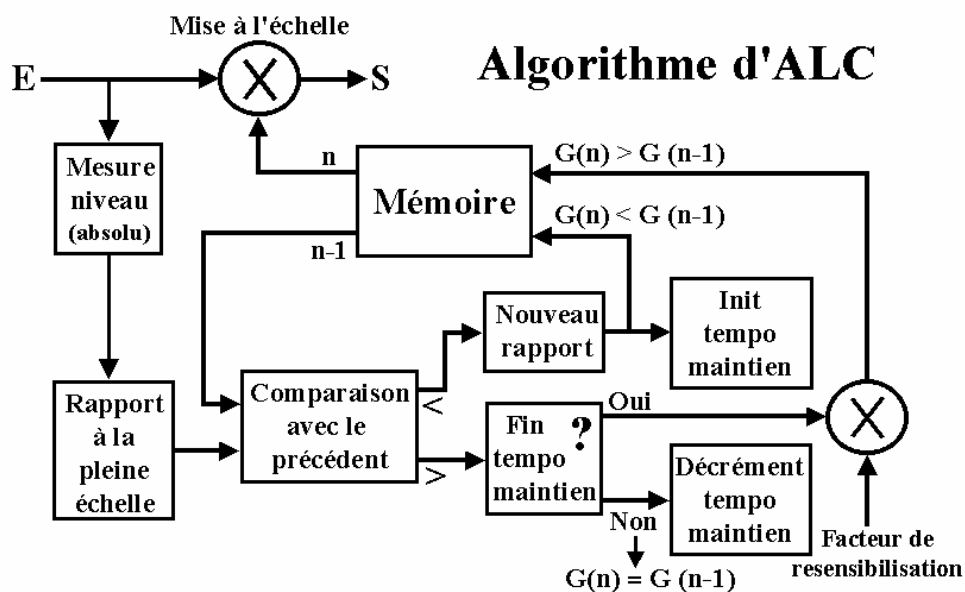 Mise à l'échelle
Algorithme d'ALC
E
S
Mesure
niveau
(absolu)
n
Mémoire
n-1
G(n) > G (n-1)
G(n) < G (n-1)
Nouveau
rapport
Init
tempo
maintien
Rapport
à la
pleine
échelle
Comparaison
avec le
précédent
<
>
Fin ?
tempo
maintien
Oui
Non
G(n) = G (n-1)
Décrément
tempo
maintien
Facteur de
resensibilisation